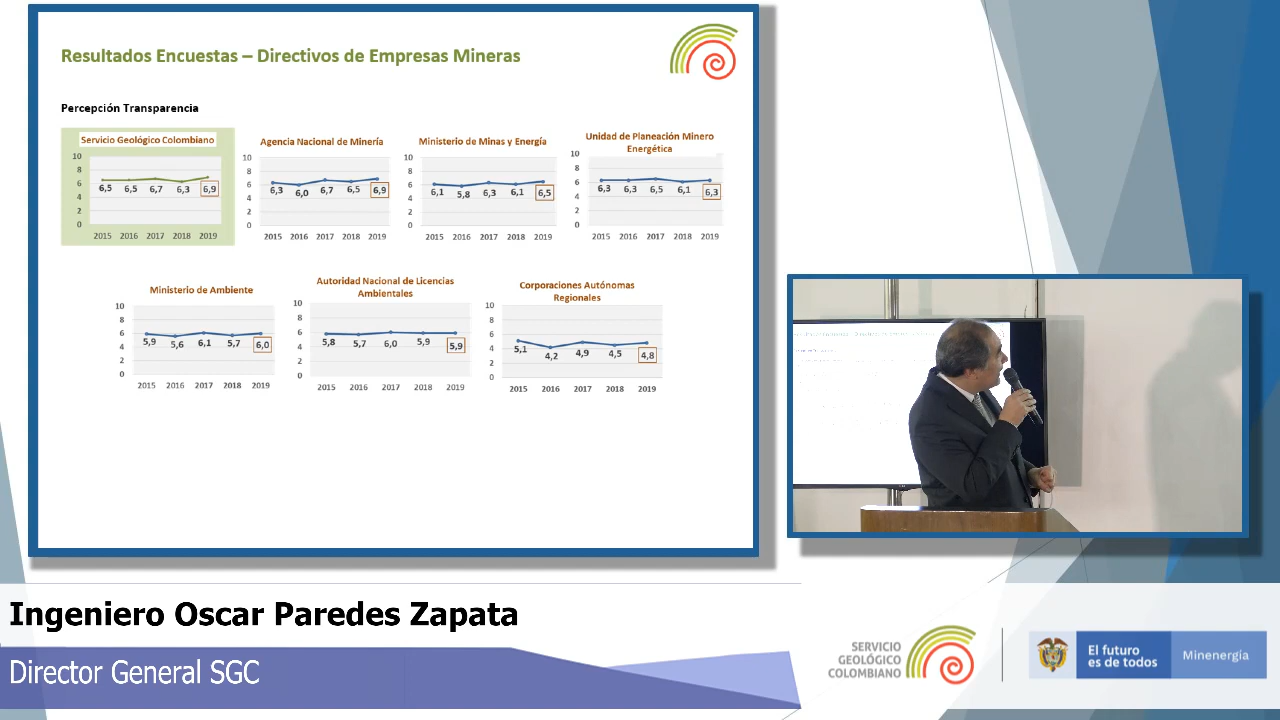 Resultados Encuestas – Directivos de Empresas Mineras
Percepción Transparencia
Servicio Geológico Colombiano
10
8
6
4
2
0
6,5 6,5 6,7 6,3 6,9
2015 2016 2017 2018 2019
Agencia Nacional de Minería
10
8
6
4
2
0
6,3 6,0 6,7 6,5 6,9
2015 2016 2017 2018 2019
Ministerio de Minas y Energía
10
8
6
4
2
0
6,1 5,8 6,3 6,1 6,5
2015 2016 2017 2018 2019
Unidad de Planeación Minero
Energética
10
8
6
4
2
0
6,3 6,3 6,5 6,1 6,3
2015 2016 2017 2018 2019
Ministerio de Ambiente
10
8
6
4
2
0
5,9 5,6 6,1 5,7 6,0
2015 2016 2017 2018 2019
Autoridad Nacional de Licencias
Ambientales
10
8
6
4
2
0
5,8 5,7 6,0 5,9 5,9
2015 2016 2017 2018 2019
Corporaciones Autónomas
Regionales
10
8
6
4
2
0
5,1 4,2 4,9 4,5 4,8
2015 2016 2017 2018 2019
Ingeniero Oscar Paredes Zapata
Director General SGC
SERVICIO
GEOLÓGICO
COLOMBIANO
El futuro
es de todos
Minenergía